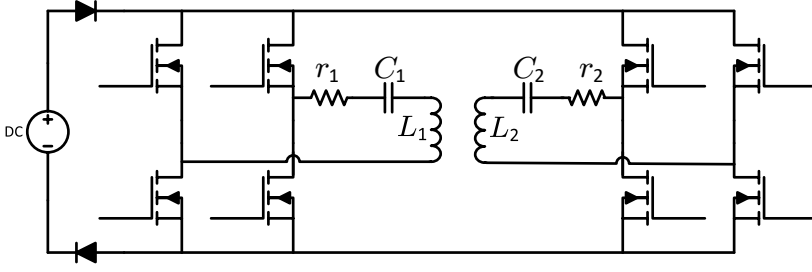 r₁ C₁ C₂ r₂
DC + − L₁ L₂